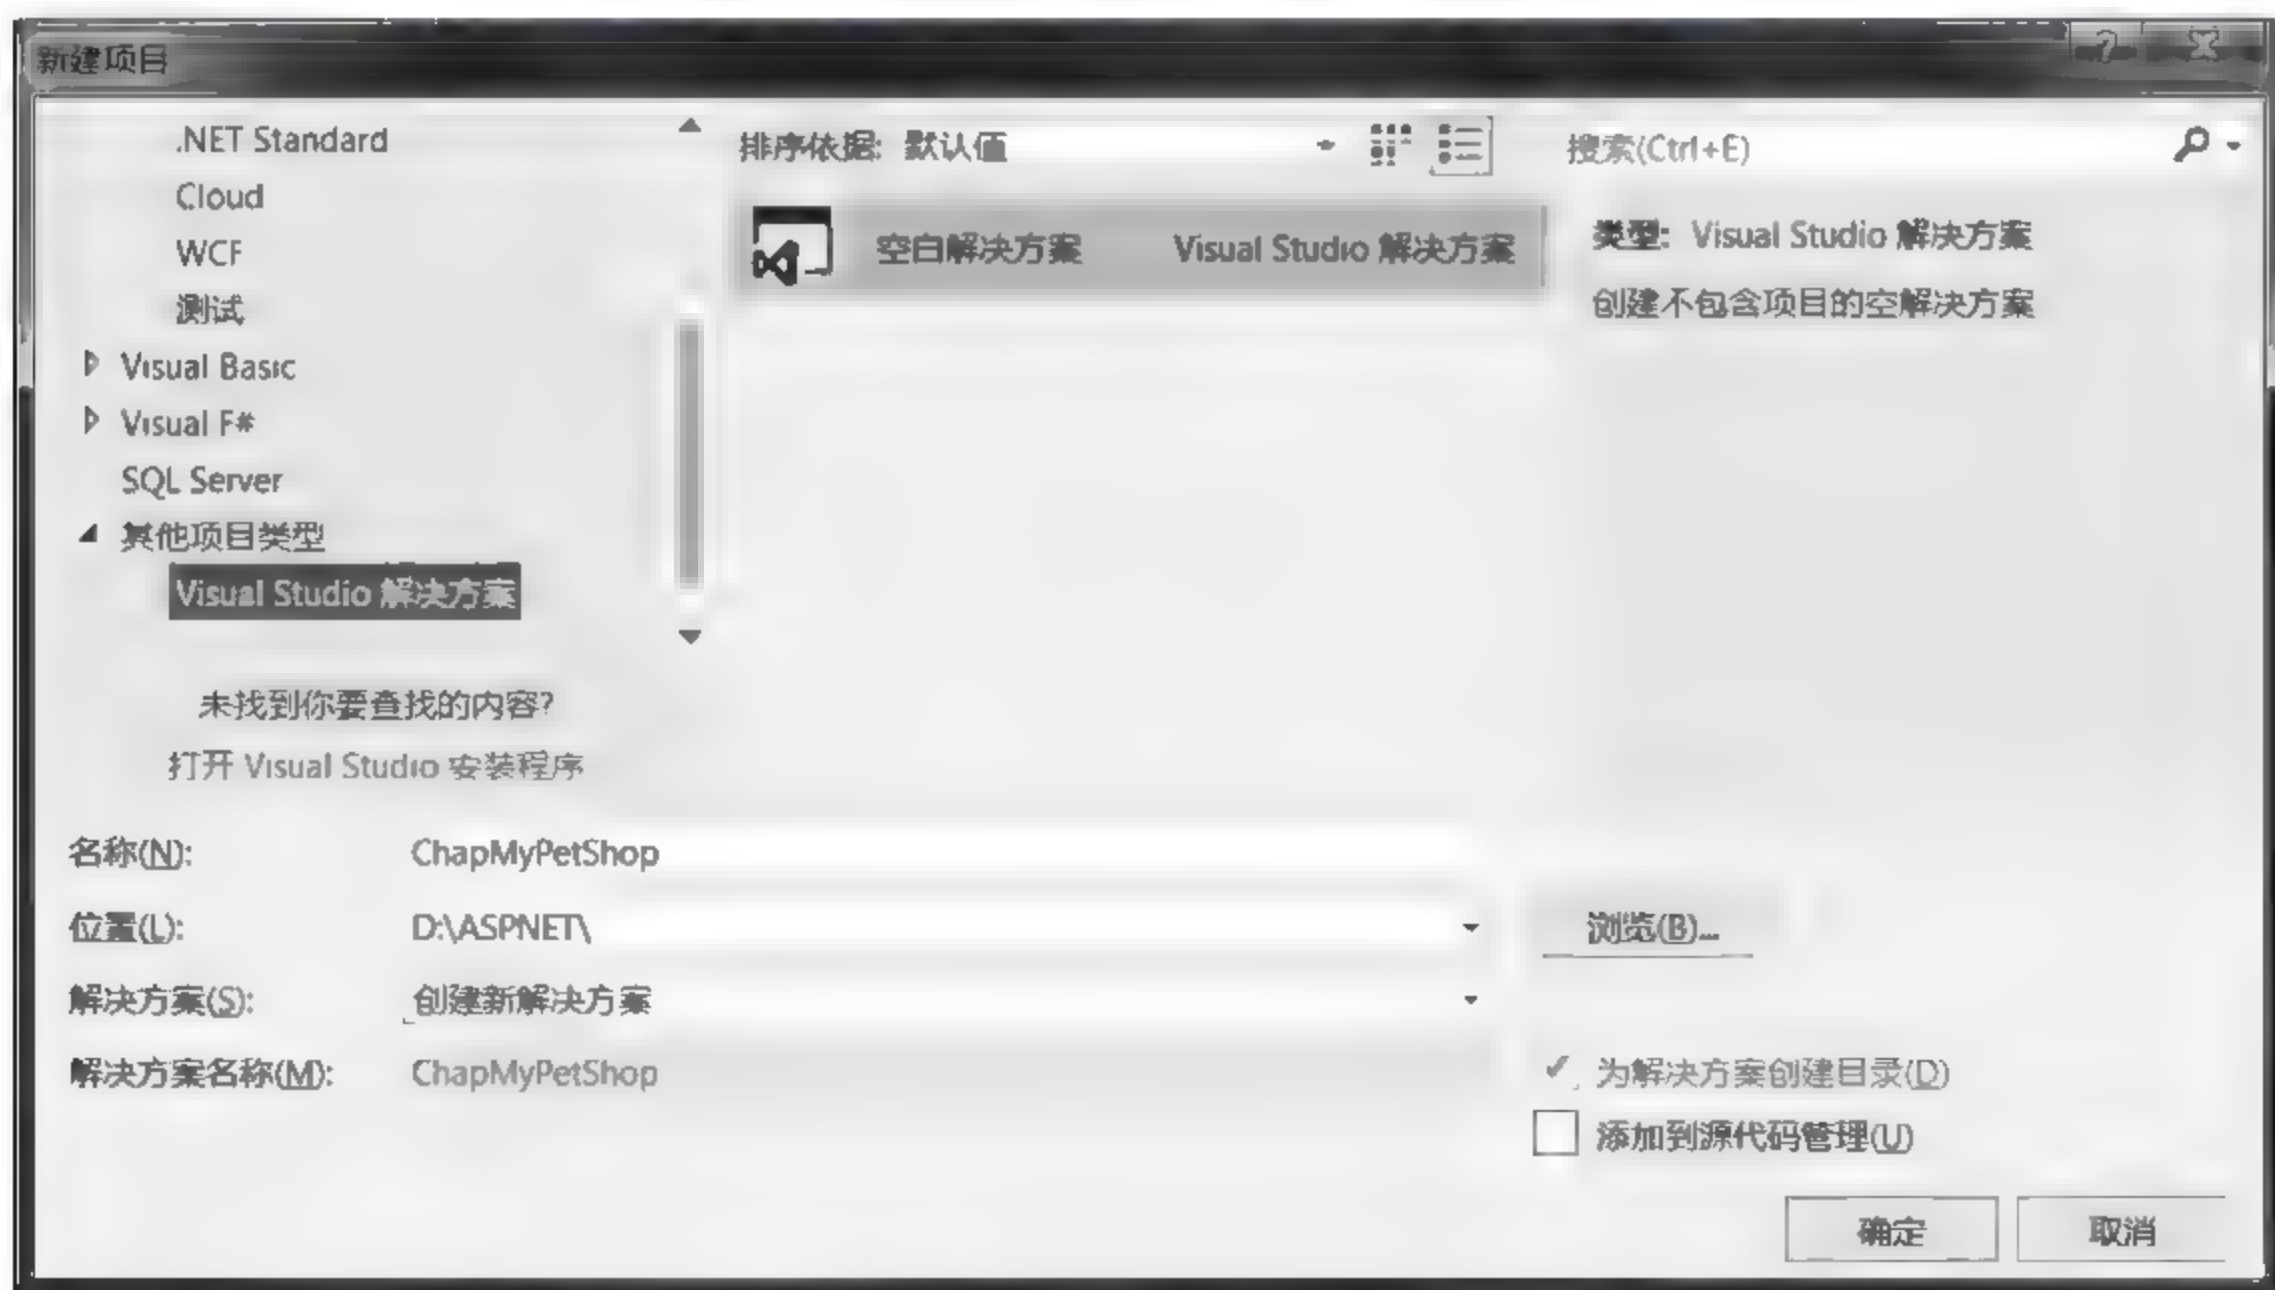 新建项目
.NET Standard
Cloud
WCF
测试
Visual Basic
Visual F#
SQL Server
其他项目类型
Visual Studio 解决方案
未找到你要查找的内容?
打开 Visual Studio 安装程序
排序依据: 默认值
空白解决方案 Visual Studio 解决方案
搜索(Ctrl+E)
类型: Visual Studio 解决方案
创建不包含项目的空解决方案
名称(N): ChapMyPetShop
位置(L): D:\ASPNET\
浏览(B)...
解决方案(S): 创建新解决方案
解决方案名称(M): ChapMyPetShop
为解决方案创建目录(D)
添加到源代码管理(U)
确定 取消